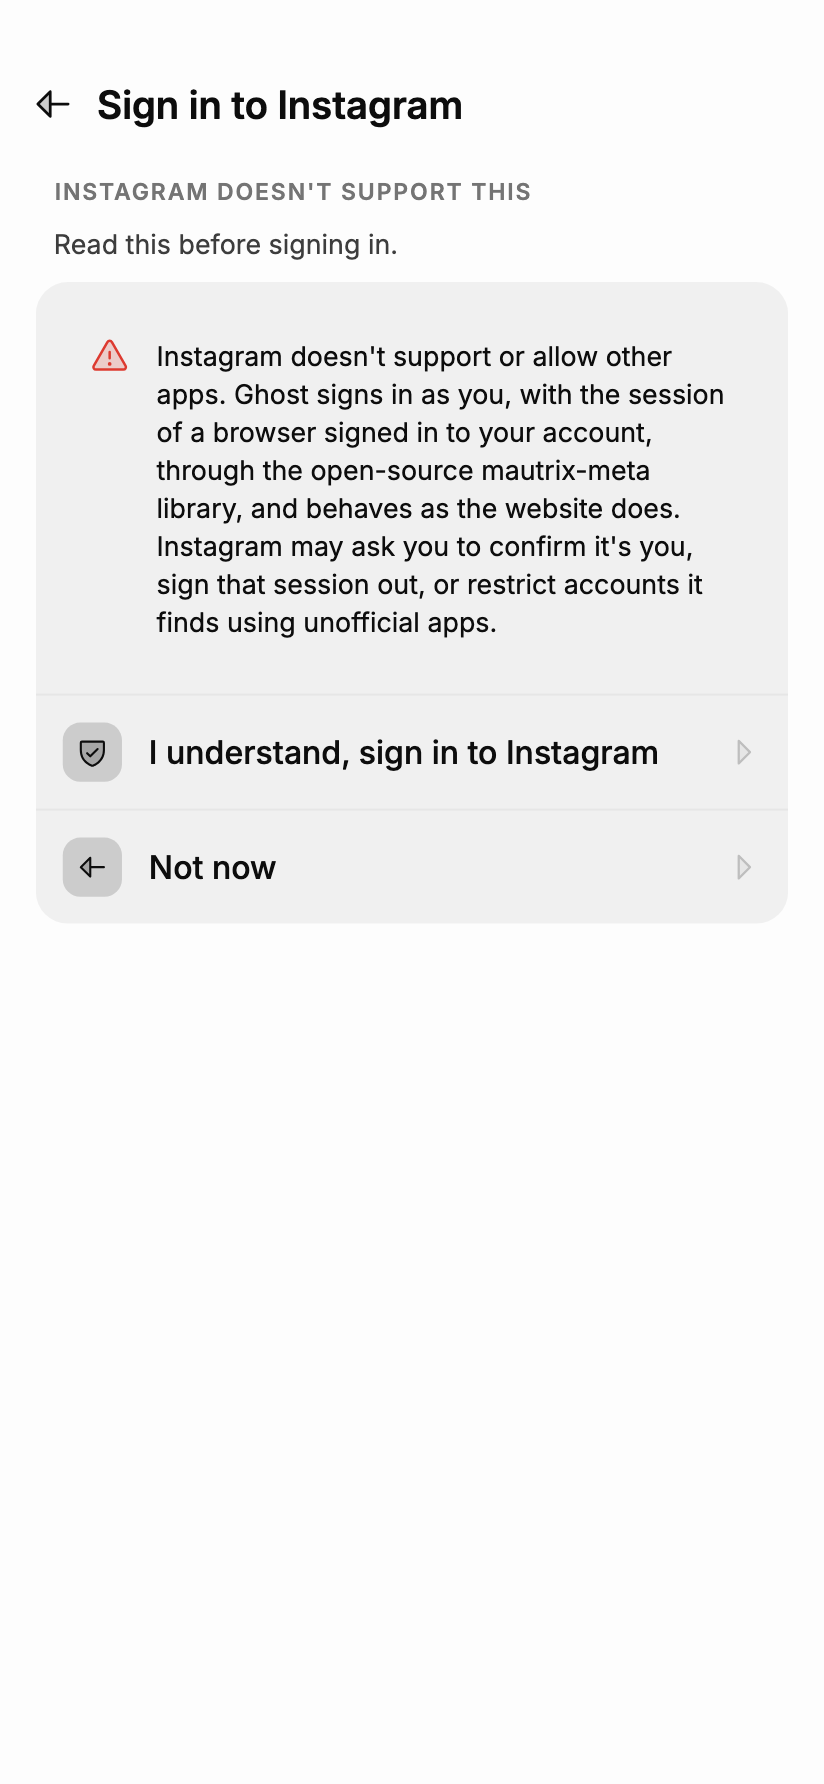 Sign in to Instagram
INSTAGRAM DOESN'T SUPPORT THIS
Read this before signing in.
Instagram doesn't support or allow other
apps. Ghost signs in as you, with the session
of a browser signed in to your account,
through the open-source mautrix-meta
library, and behaves as the website does.
Instagram may ask you to confirm it's you,
sign that session out, or restrict accounts it
finds using unofficial apps.
I understand, sign in to Instagram
Not now